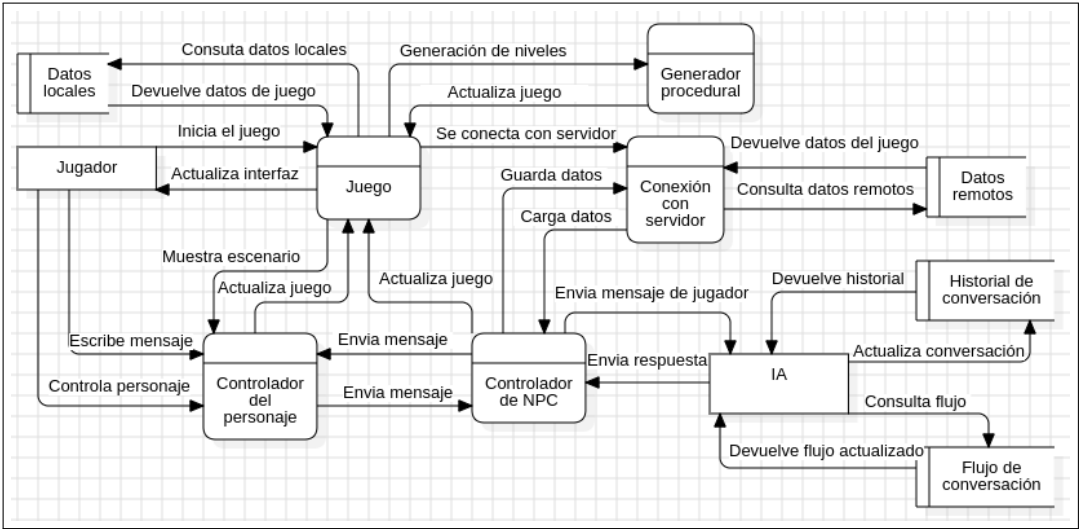 Consuta datos locales
Generación de niveles
Generador
procedural
Datos
locales
Devuelve datos de juego
Actualiza juego
Inicia el juego
Se conecta con servidor
Devuelve datos del juego
Jugador
Actualiza interfaz
Juego
Guarda datos
Conexión
con
servidor
Consulta datos remotos
Datos
remotos
Carga datos
Muestra escenario
Actualiza juego
Actualiza juego
Envia mensaje de jugador
Devuelve historial
Historial de
conversación
Escribe mensaje
Envia mensaje
Envia respuesta
Actualiza conversación
IA
Controla personaje
Controlador
del
personaje
Envia mensaje
Controlador
de NPC
Consulta flujo
Devuelve flujo actualizado
Flujo de
conversación